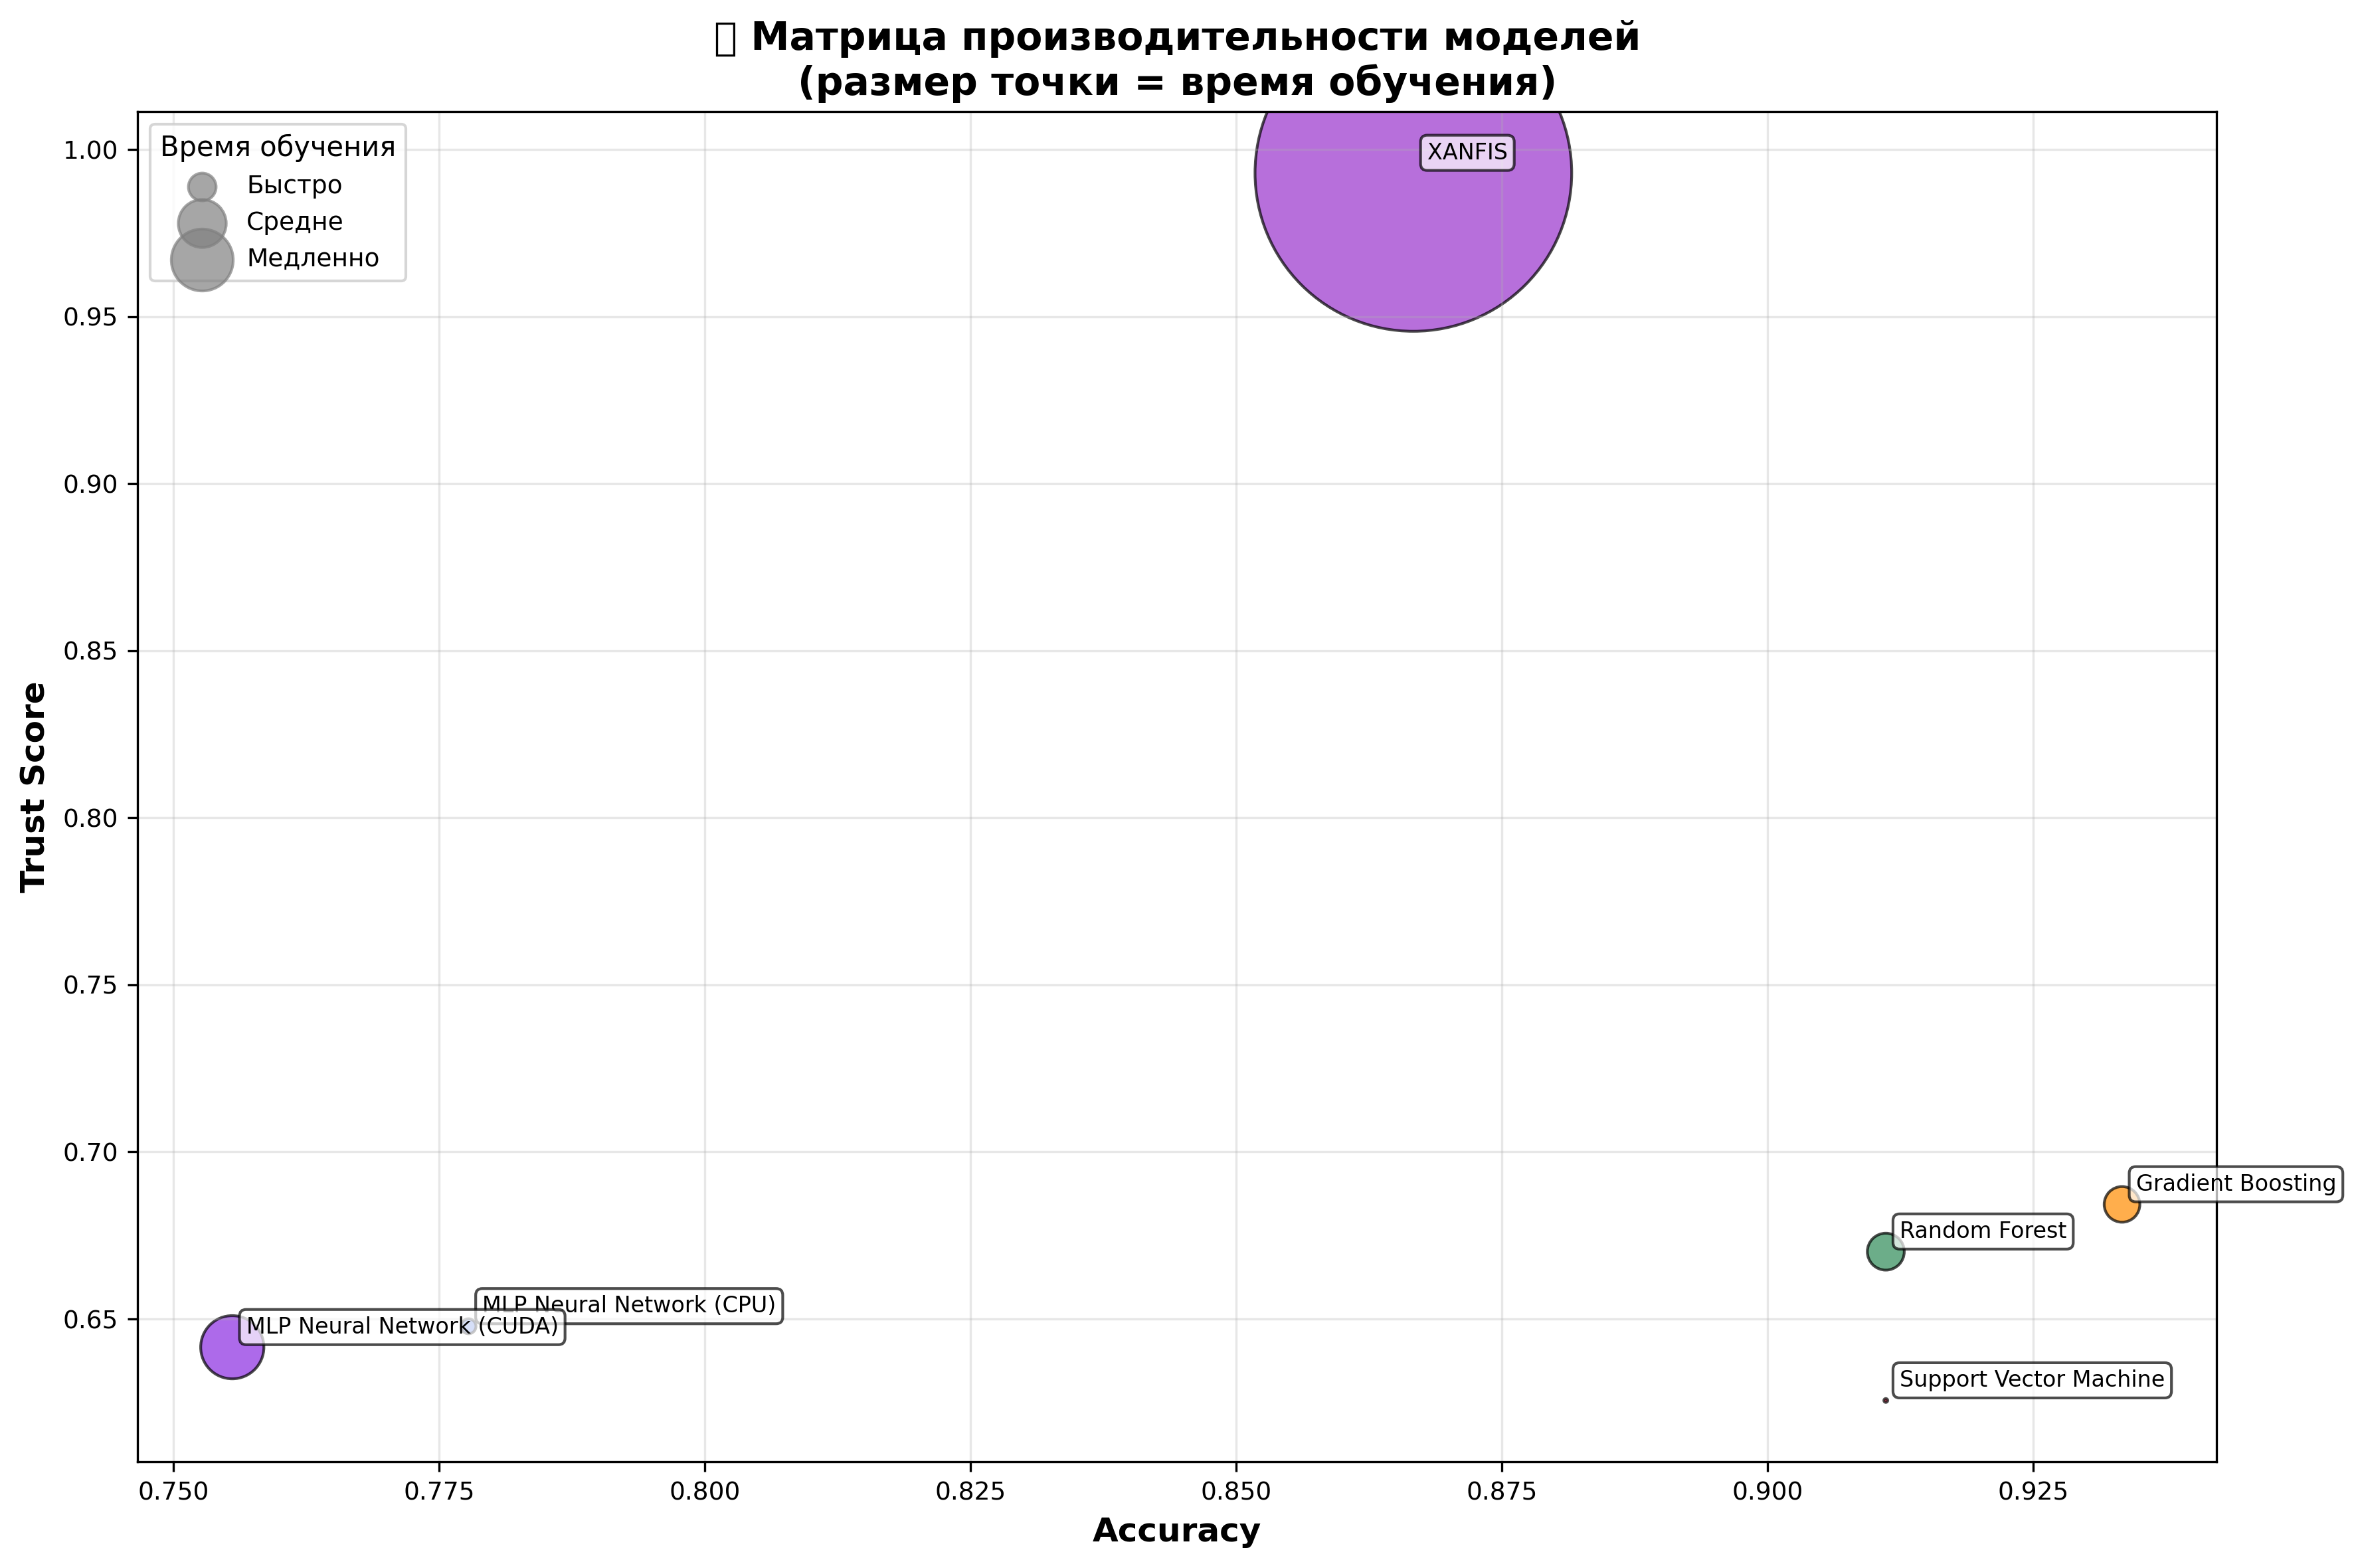 Матрица производительности моделей
(размер точки = время обучения)
Время обучения
Быстро
Средне
Медленно
XANFIS
1.00
0.95
0.90
0.85
0.80
0.75
0.70
0.65
Trust Score
Gradient Boosting
Random Forest
MLP Neural Network (CPU)
MLP Neural Network (CUDA)
Support Vector Machine
0.750
0.775
0.800
0.825
0.850
0.875
0.900
0.925
Accuracy